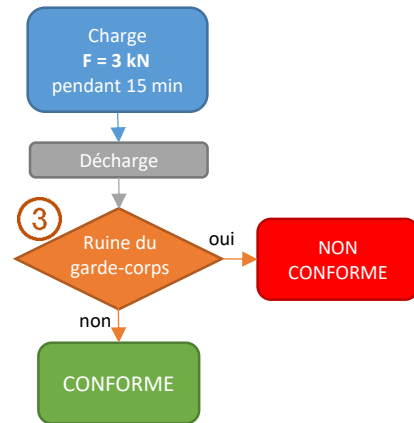 Charge
F = 3 kN
pendant 15 min
Décharge
3
Ruine du
garde-corps
oui
NON
CONFORME
non
CONFORME